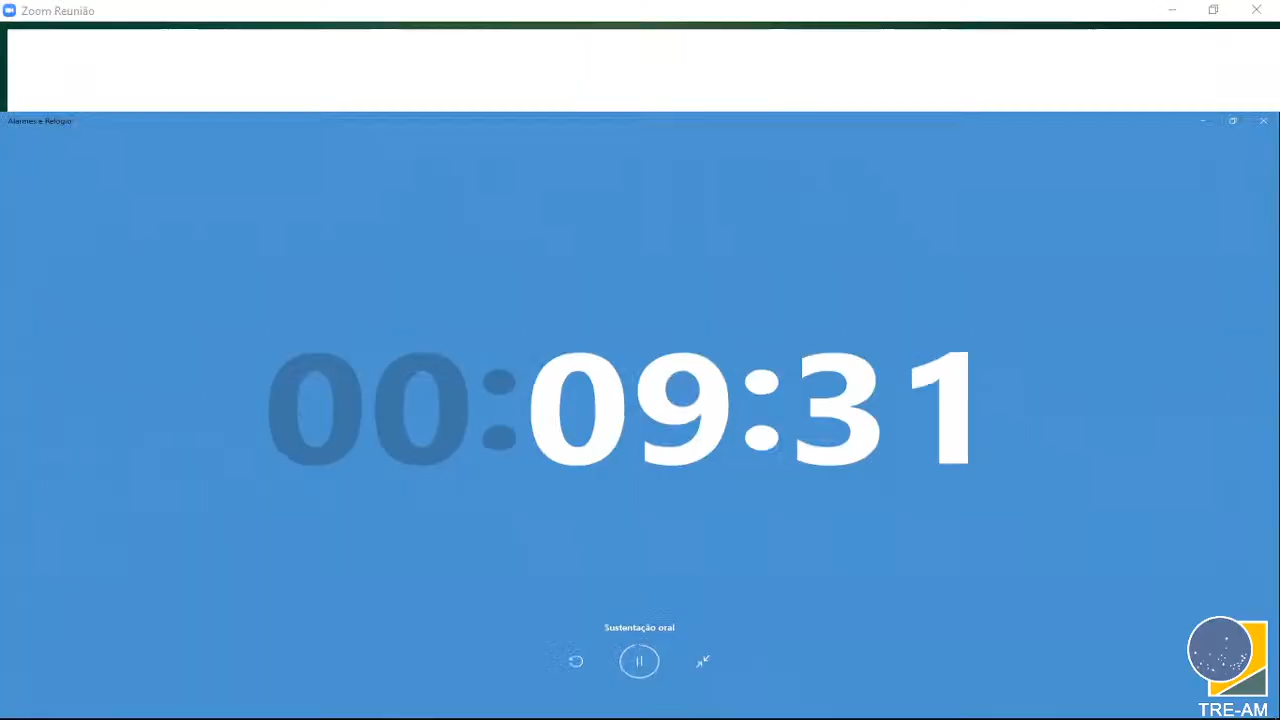 Zoom Reunião
Alarmes e Relógio
00:09:31
Sustentação oral
TRE-AM